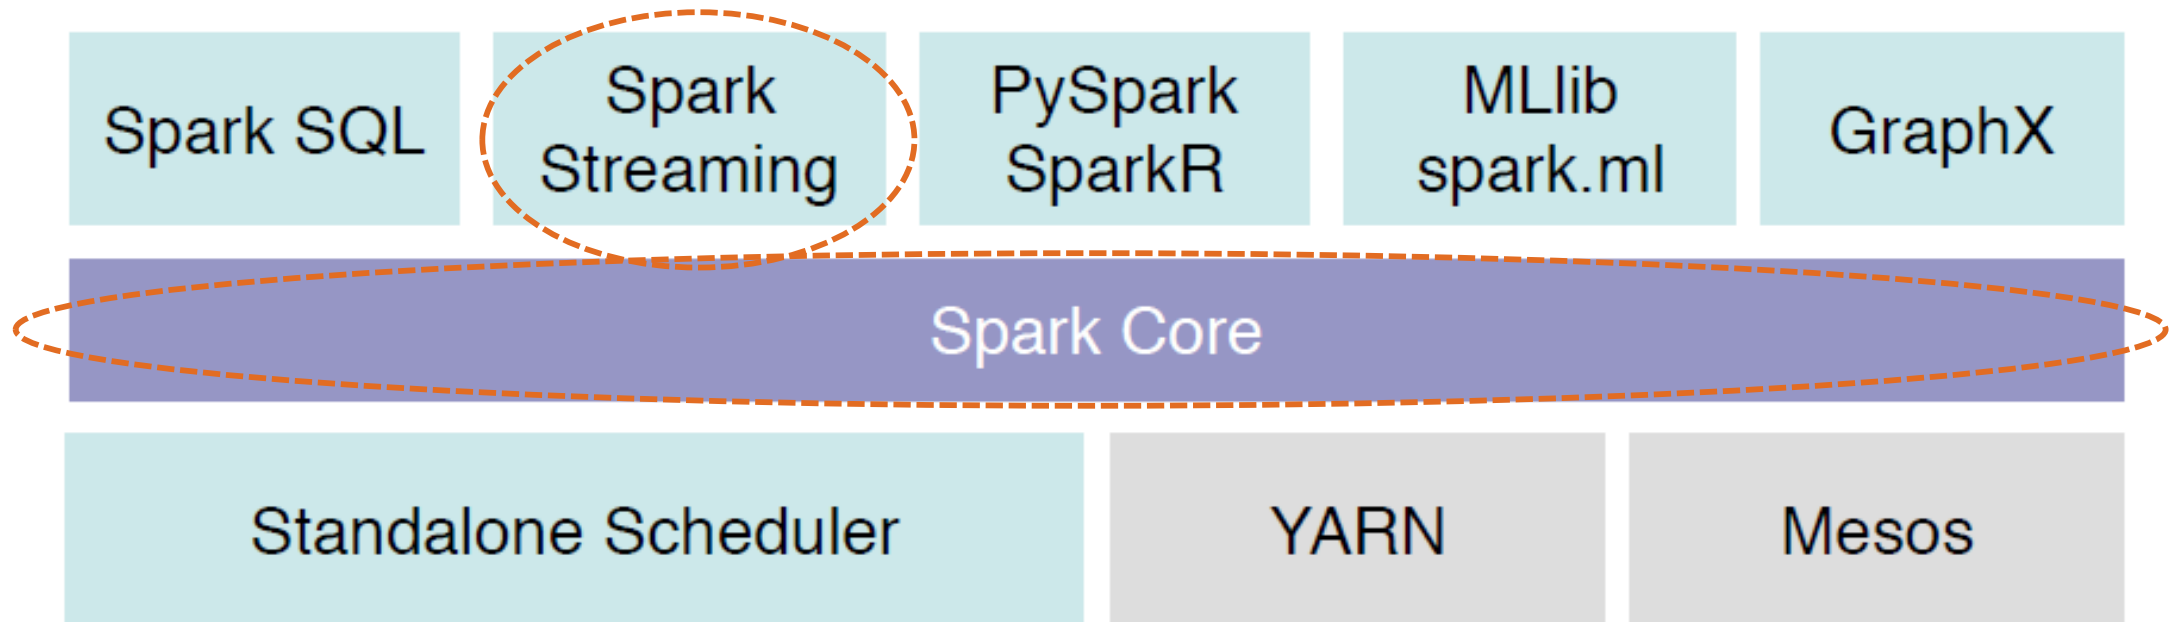 Spark SQL
Spark
Streaming
PySpark
SparkR
MLlib
spark.ml
GraphX
Spark Core
Standalone Scheduler
YARN
Mesos